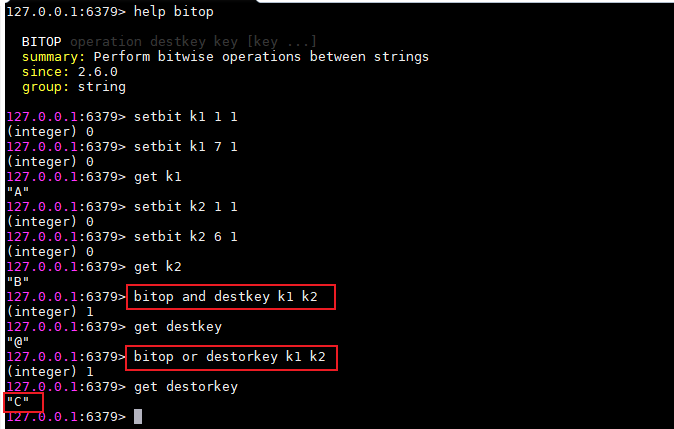 127.0.0.1:6379> help bitop
BITOP operation destkey key [key ...]
summary: Perform bitwise operations between strings
since: 2.6.0
group: string
127.0.0.1:6379> setbit k1 1 1
(integer) 0
127.0.0.1:6379> setbit k1 7 1
(integer) 0
127.0.0.1:6379> get k1
"A"
127.0.0.1:6379> setbit k2 1 1
(integer) 0
127.0.0.1:6379> setbit k2 6 1
(integer) 0
127.0.0.1:6379> get k2
"B"
127.0.0.1:6379> bitop and destkey k1 k2
(integer) 1
127.0.0.1:6379> get destkey
"@"
127.0.0.1:6379> bitop or destorkey k1 k2
(integer) 1
127.0.0.1:6379> get destorkey
"C"
127.0.0.1:6379>